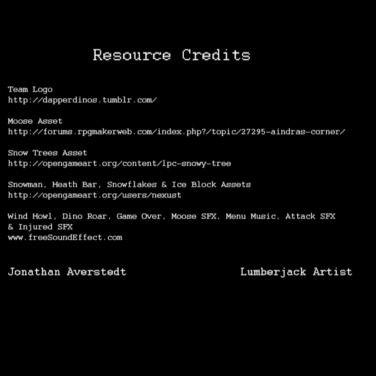 Resource Credits
Team Logo
http://dapperdinos.tumblr.com/
Moose Asset
http://forums.rpgmakerweb.com/index.php?/topic/27295-aindras-corner/
Snow Trees Asset
http://opengameart.org/content/lpc-snowy-tree
Snowman, Heath Bar, Snowflakes & Ice Block Assets
http://opengameart.org/users/nexust
Wind Howl, Dino Roar, Game Over, Moose SFX, Menu Music, Attack SFX
& Injured SFX
www.freeSoundEffect.com
Jonathan Averstedt Lumberjack Artist